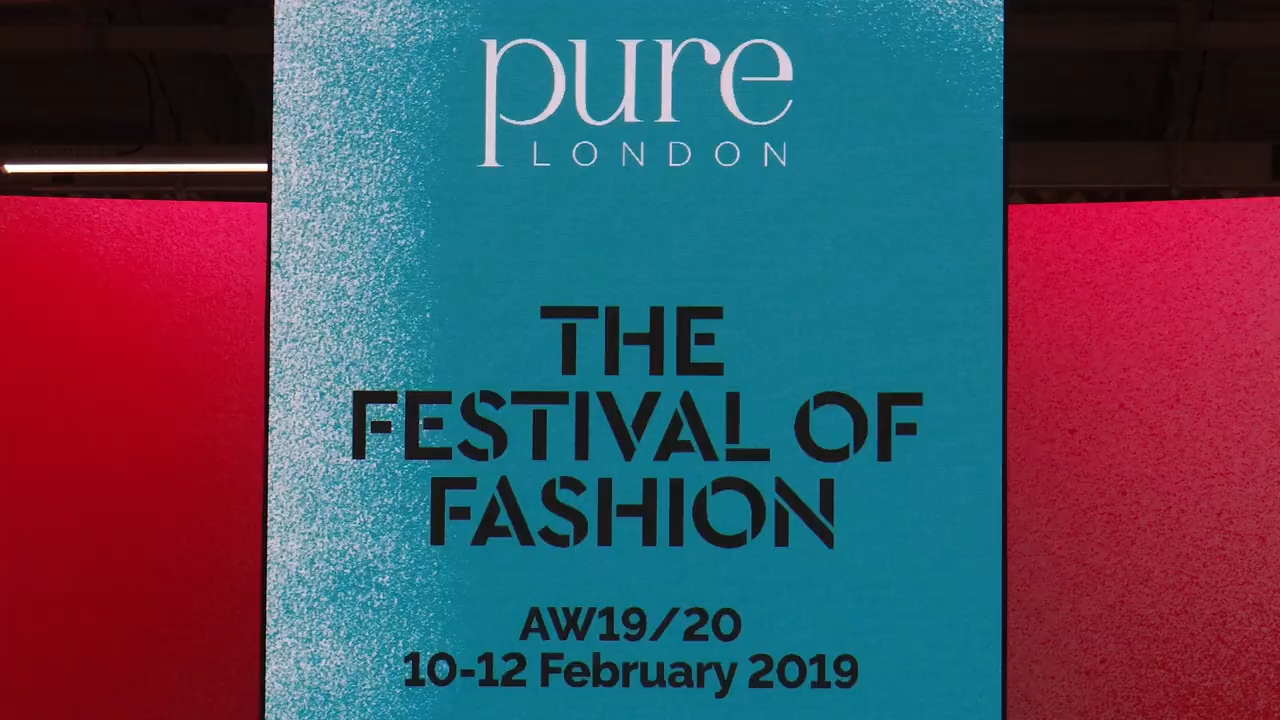 pure
LONDON
THE
FESTIVAL OF
FASHION
AW19/20
10-12 February 2019